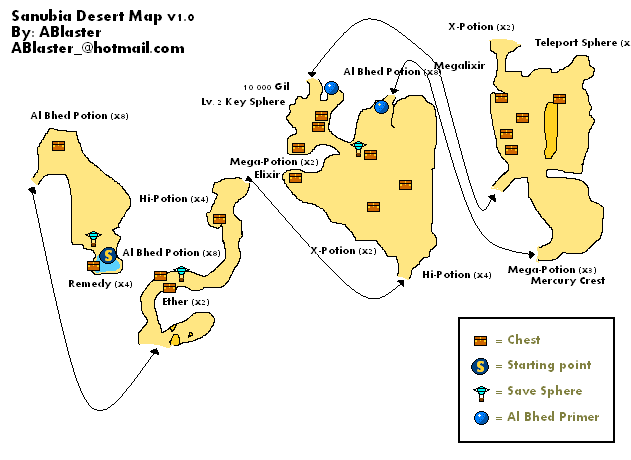 Sanubia Desert Map v1.0
By: ABlaster
ABlaster_@hotmail.com
X-Potion (x2)
Teleport Sphere (x
Megalixir
Al Bhed Potion (x8)
10 000 Gil
Lv. 2 Key Sphere
Al Bhed Potion (x8)
Mega-Potion (x2)
Elixir
Hi-Potion (x4)
Al Bhed Potion (x8)
X-Potion (x2)
Hi-Potion (x4)
Mega-Potion (x3)
Mercury Crest
Remedy (x4)
Ether (x2)
S
= Chest
S = Starting point
= Save Sphere
= Al Bhed Primer